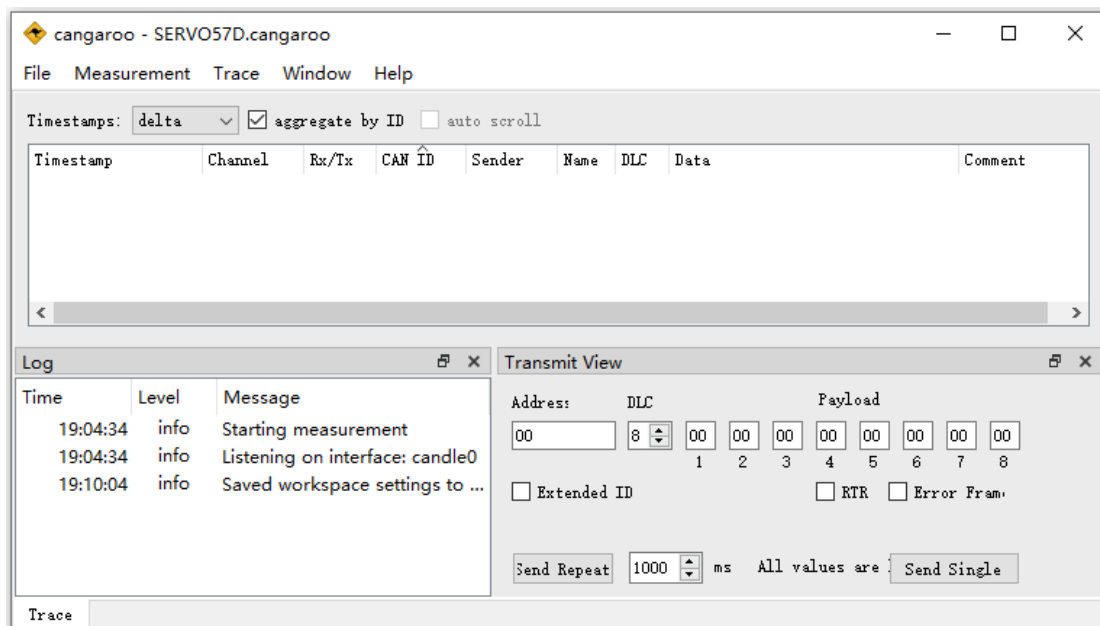 cangaroo - SERVO57D.cangaroo
File Measurement Trace Window Help
Timestamps: delta aggregate by ID auto scroll
Timestamp Channel Rx/Tx CAN ID Sender Name DLC Data Comment
Log
Time Level Message
19:04:34 info Starting measurement
19:04:34 info Listening on interface: candle0
19:10:04 info Saved workspace settings to ...
Transmit View
Address: DLC Payload
00 8 00 00 00 00 00 00 00 00
1 2 3 4 5 6 7 8
Extended ID RTR Error Fram
Send Repeat 1000 ms All values are Send Single
Trace